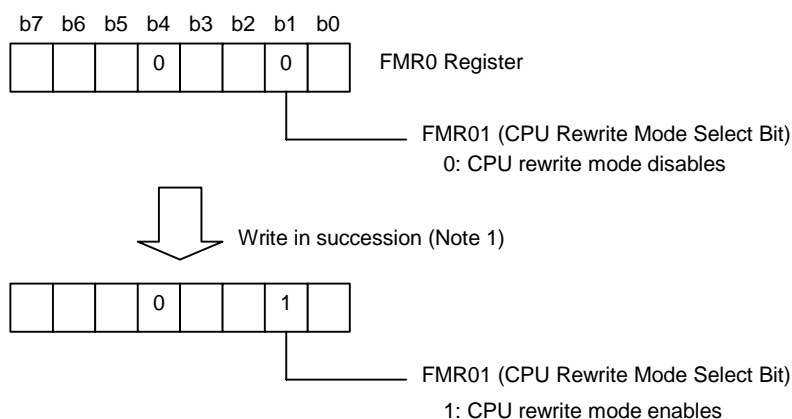 b7 b6 b5 b4 b3 b2 b1 b0
0 0 FMR0 Register
FMR01 (CPU Rewrite Mode Select Bit)
0: CPU rewrite mode disables
Write in succession (Note 1)
0 1
FMR01 (CPU Rewrite Mode Select Bit)
1: CPU rewrite mode enables